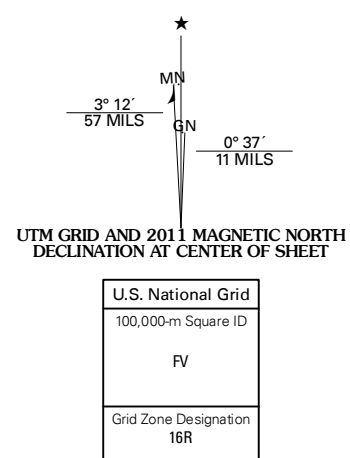 ★
MN
3° 12´
57 MILS
GN
0° 37´
11 MILS
UTM GRID AND 2011 MAGNETIC NORTH
DECLINATION AT CENTER OF SHEET
U.S. National Grid
100,000-m Square ID
FV
Grid Zone Designation
16R